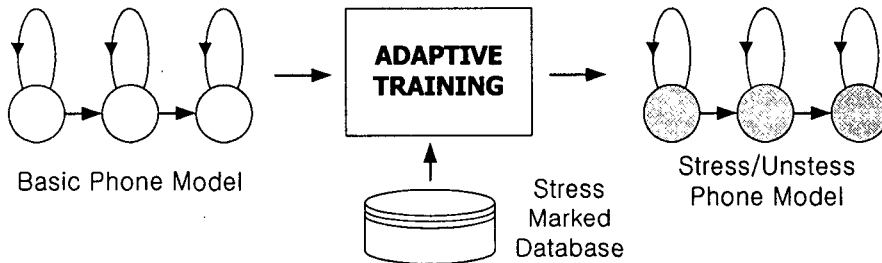 ADAPTIVE
TRAINING
Basic Phone Model
Stress
Marked
Database
Stress/Unstess
Phone Model